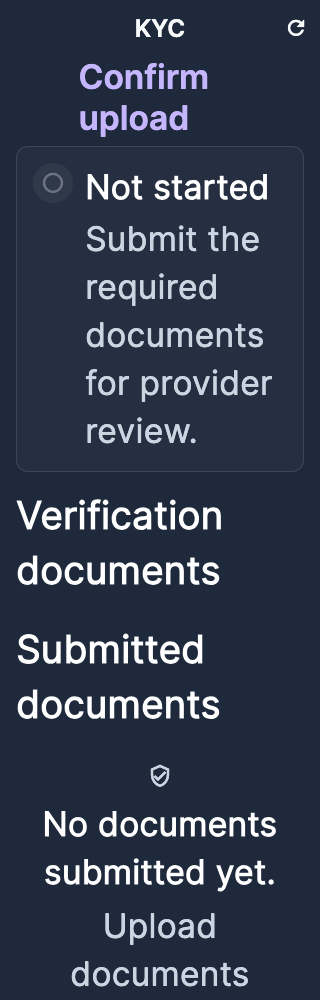 KYC
Confirm
upload
Not started
Submit the
required
documents
for provider
review.
Verification
documents
Submitted
documents
No documents
submitted yet.
Upload
documents